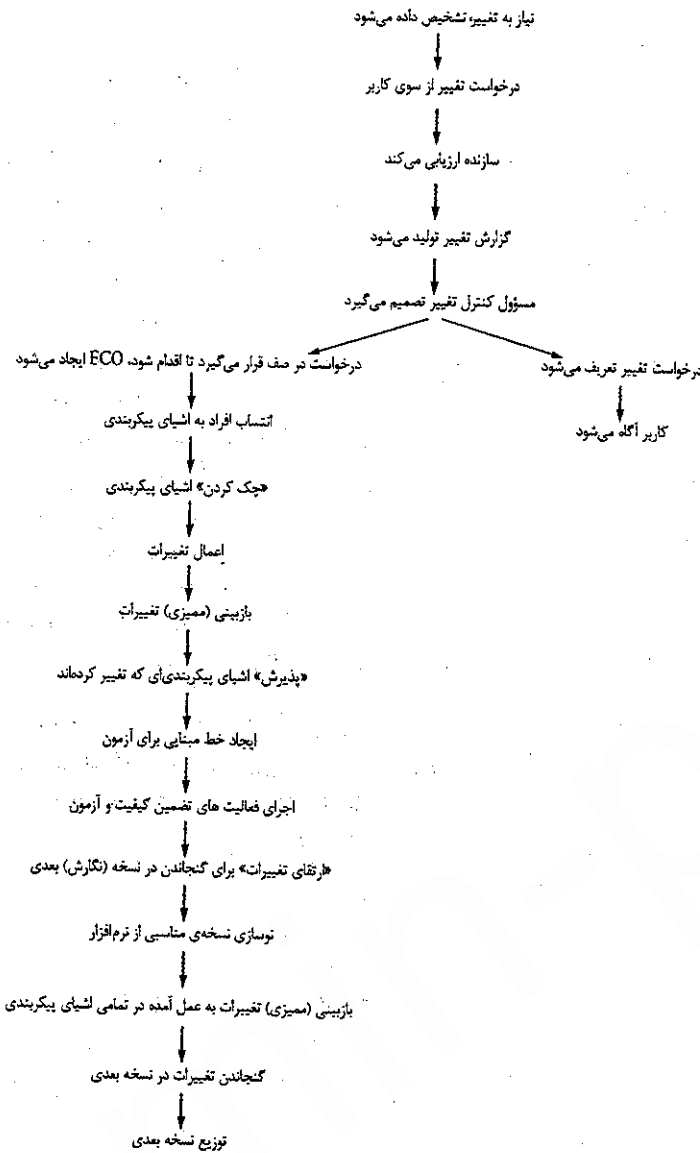 نیاز به تغییر، تشخیص داده می‌شود
درخواست تغییر از سوی کاربر
سازنده ارزیابی می‌کند
گزارش تغییر تولید می‌شود
مسؤول کنترل تغییر تصمیم می‌گیرد
درخواست در صف قرار می‌گیرد تا اقدام شود، ECO ایجاد می‌شود
درخواست تغییر تعریف می‌شود
انتساب افراد به اشیای پیکربندی
کاربر آگاه می‌شود
«چک کردن» اشیای پیکربندی
اعمال تغییرات
بازبینی (ممیزی) تغییرات
«پذیرش» اشیای پیکربندی‌ای که تغییر کرده‌اند
ایجاد خط مبنایی برای آزمون
اجرای فعالیت های تضمین کیفیت و آزمون
«ارتقای تغییرات» برای گنجاندن در نسخه (نگارش) بعدی
نوسازی نسخه‌ی مناسبی از نرم‌افزار
بازبینی (ممیزی) تغییرات به عمل آمده در تمامی اشیای پیکربندی
گنجاندن تغییرات در نسخه بعدی
توزیع نسخه بعدی